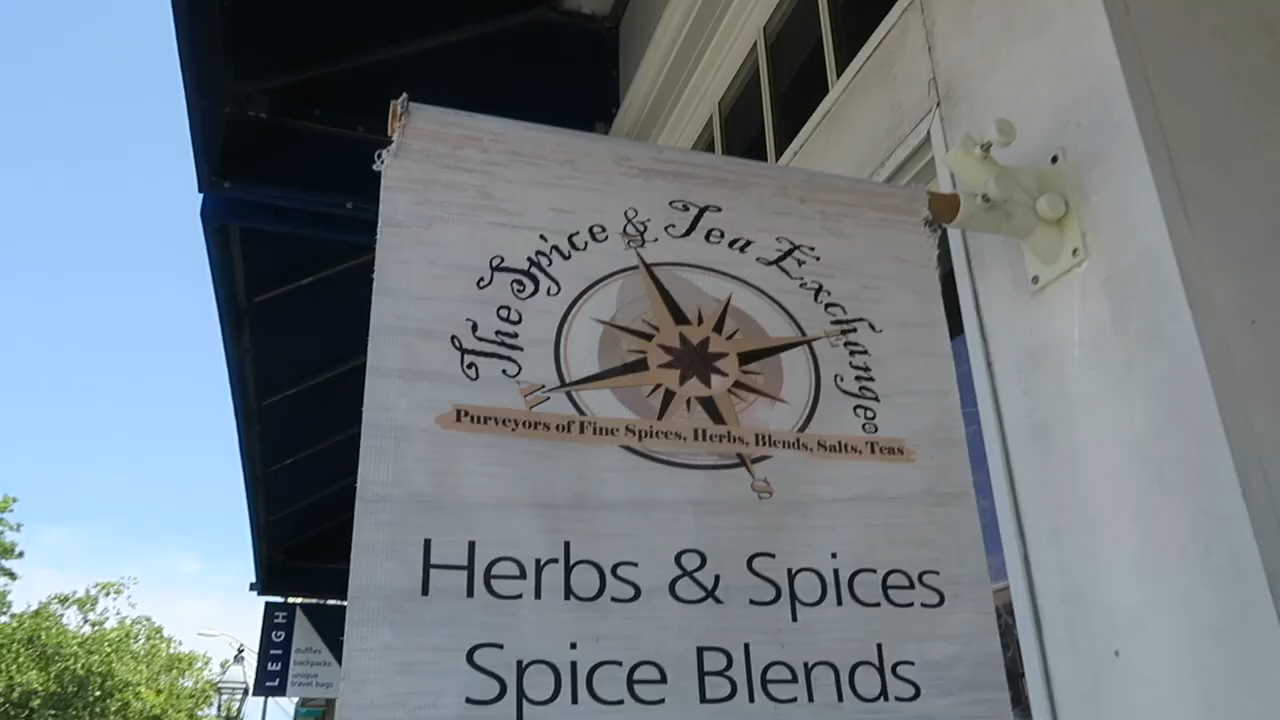 The Spice & Tea Exchange®
W
S
Purveyors of Fine Spices, Herbs, Blends, Salts, Teas
Herbs & Spices
Spice Blends
LEIGH
duffles
backpacks
unique
travel bags